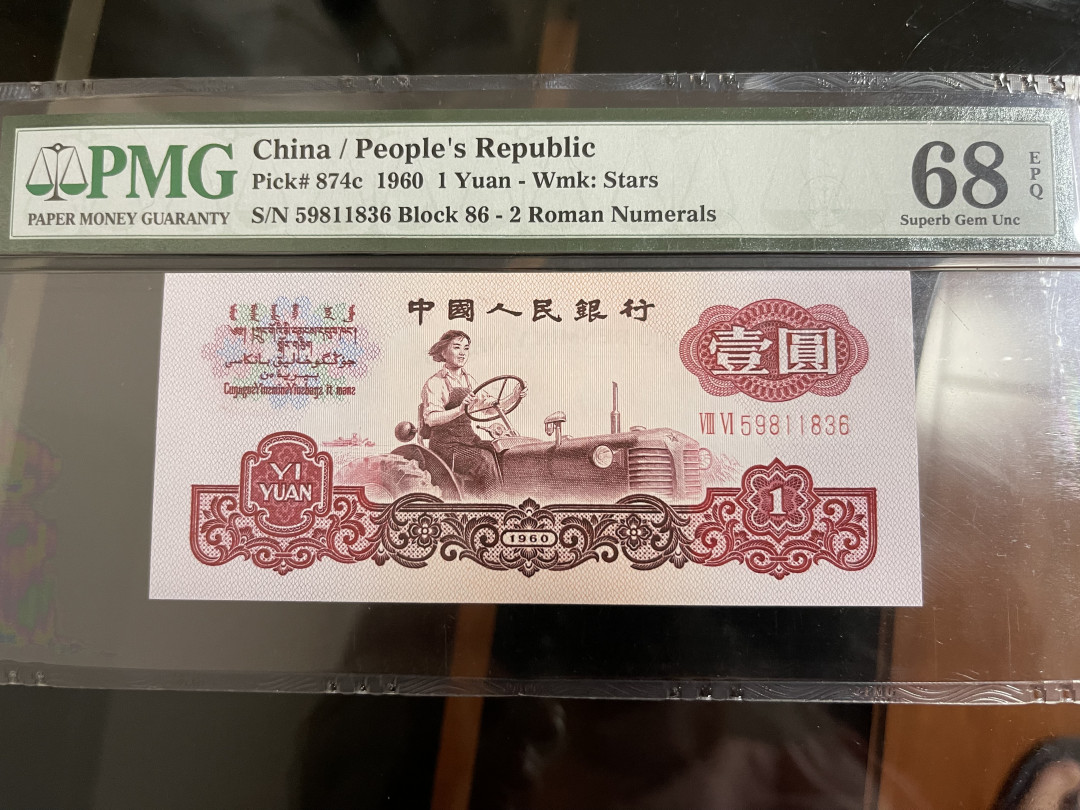 PMG
PAPER MONEY GUARANTY
China / People's Republic
Pick# 874c 1960 1 Yuan - Wmk: Stars
S/N 59811836 Block 86 - 2 Roman Numerals
68
EPQ
Superb Gem Unc
中國人民銀行
壹圓
VIII VI 59811836
YI
YUAN
1
1960
PMG